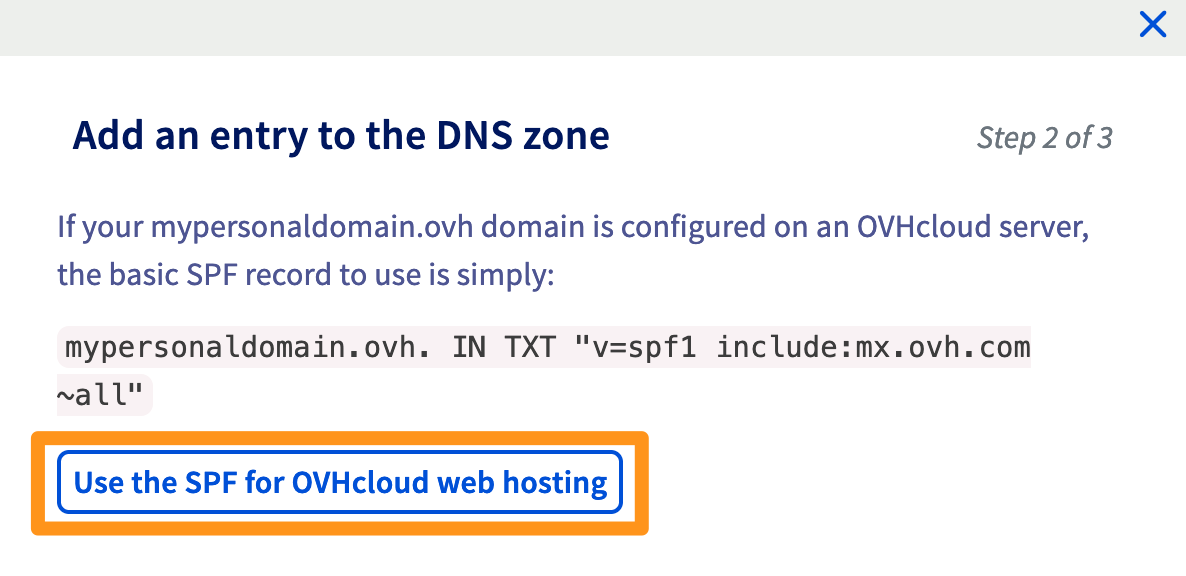 Add an entry to the DNS zone
Step 2 of 3
If your mypersonaldomain.ovh domain is configured on an OVHcloud server,
the basic SPF record to use is simply:
mypersonaldomain.ovh. IN TXT "v=spf1 include:mx.ovh.com
~all"
Use the SPF for OVHcloud web hosting